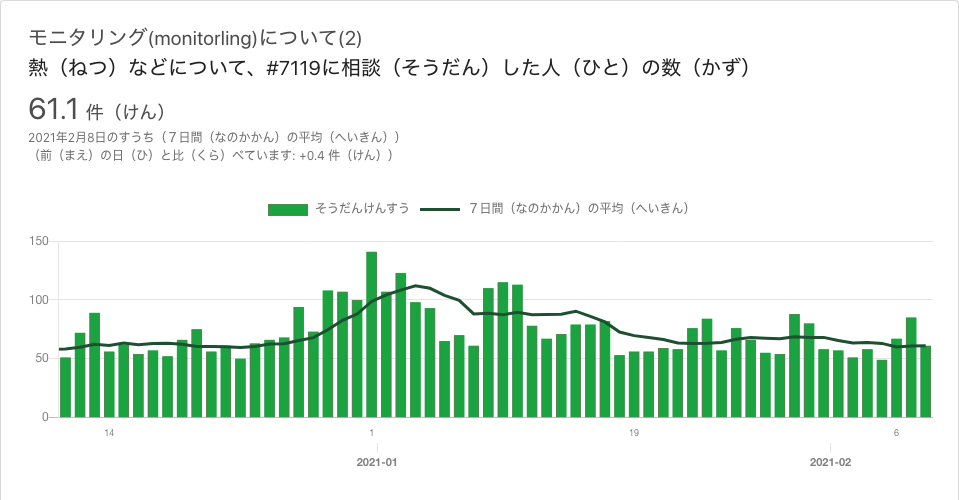 モニタリング(monitorling)について(2)
熱（ねつ）などについて、#7119に相談（そうだん）した人（ひと）の数（かず）
61.1 件（けん）
2021年2月8日のすうち（７日間（なのかかん）の平均（へいきん））
（前（まえ）の日（ひ）と比（くら）べています: +0.4 件（けん））
そうだんけんすう ７日間（なのかかん）の平均（へいきん）
150
100
50
0
14 1 19 6
2021-01 2021-02